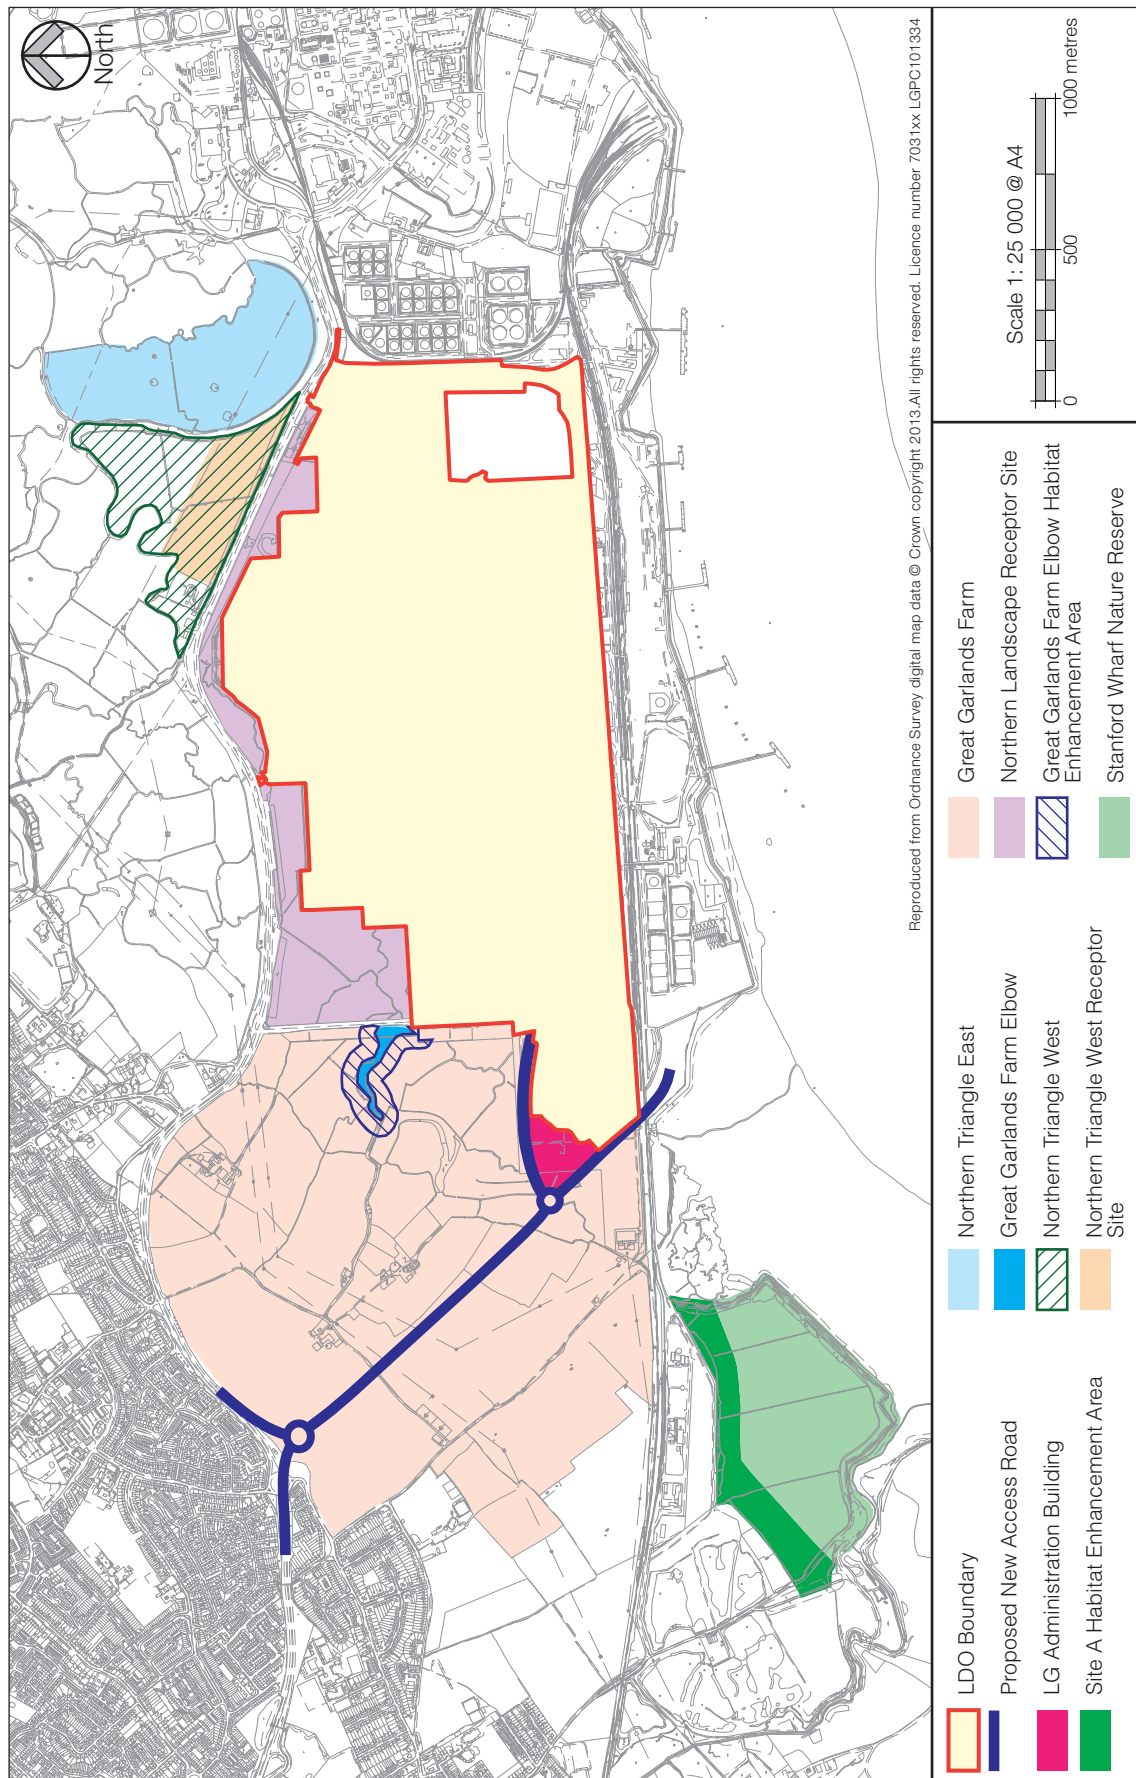 North
Reproduced from Ordnance Survey digital map data © Crown copyright 2013.All rights reserved. Licence number 7031xx LGPC101334
LDO Boundary
Proposed New Access Road
LG Administration Building
Site A Habitat Enhancement Area
Northern Triangle East
Great Garlands Farm Elbow
Northern Triangle West
Northern Triangle West Receptor
Site
Great Garlands Farm
Northern Landscape Receptor Site
Great Garlands Farm Elbow Habitat
Enhancement Area
Stanford Wharf Nature Reserve
Scale 1: 25 000 @ A4
0 500 1000 metres